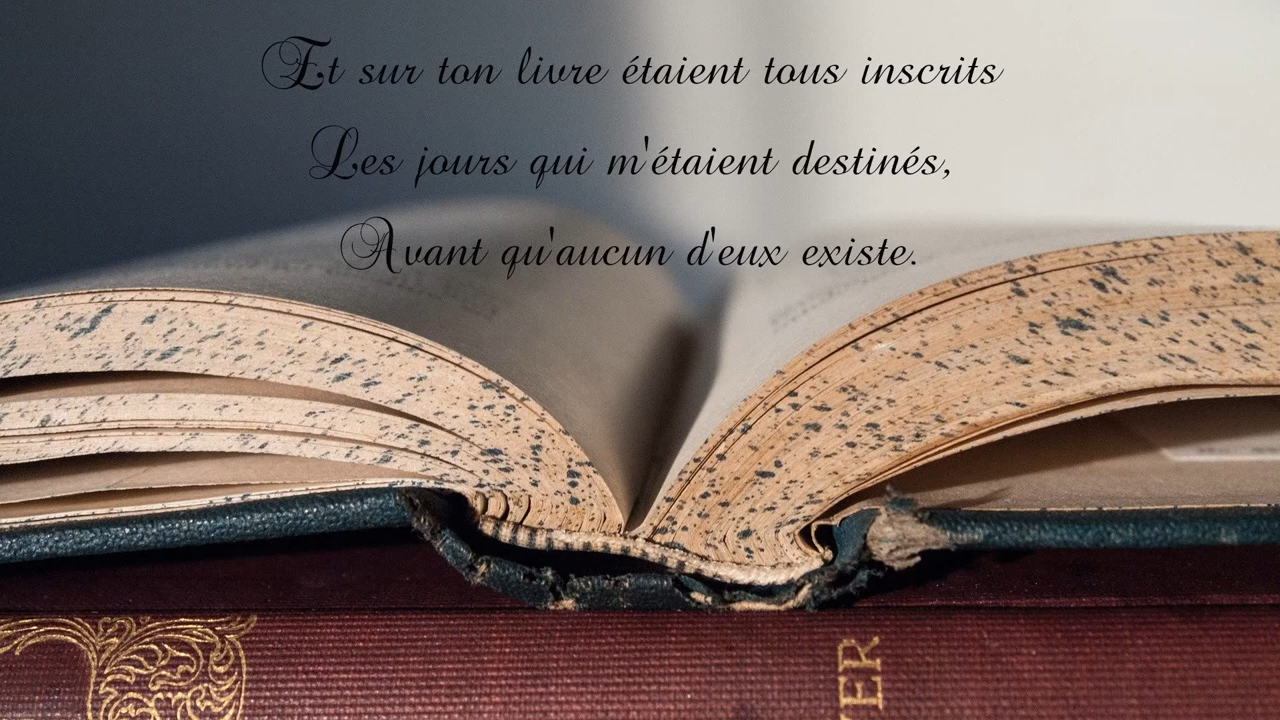 Et sur ton livre étaient tous inscrits
Les jours qui m'étaient destinés,
Avant qu'aucun d'eux existe.